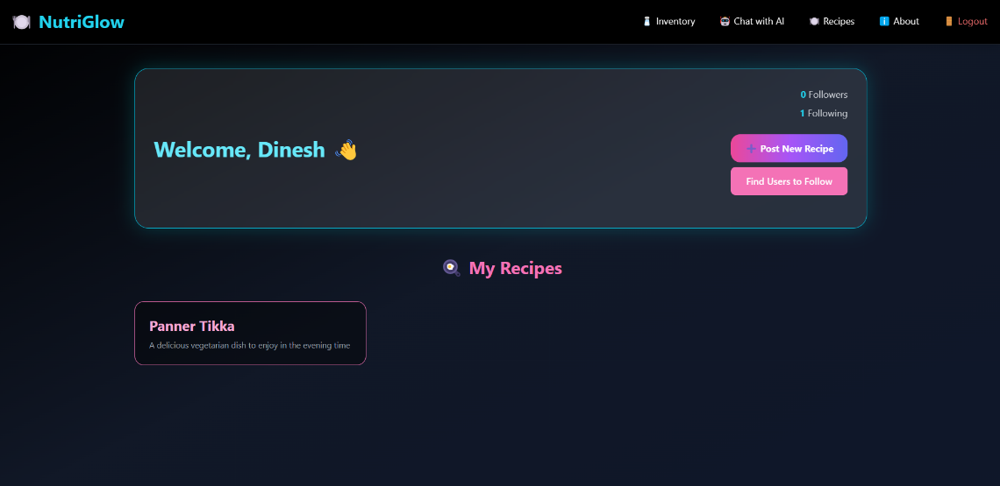 NutriGlow
Inventory
Chat with AI
Recipes
About
Logout
0 Followers
1 Following
Welcome, Dinesh
Post New Recipe
Find Users to Follow
My Recipes
Panner Tikka
A delicious vegetarian dish to enjoy in the evening time